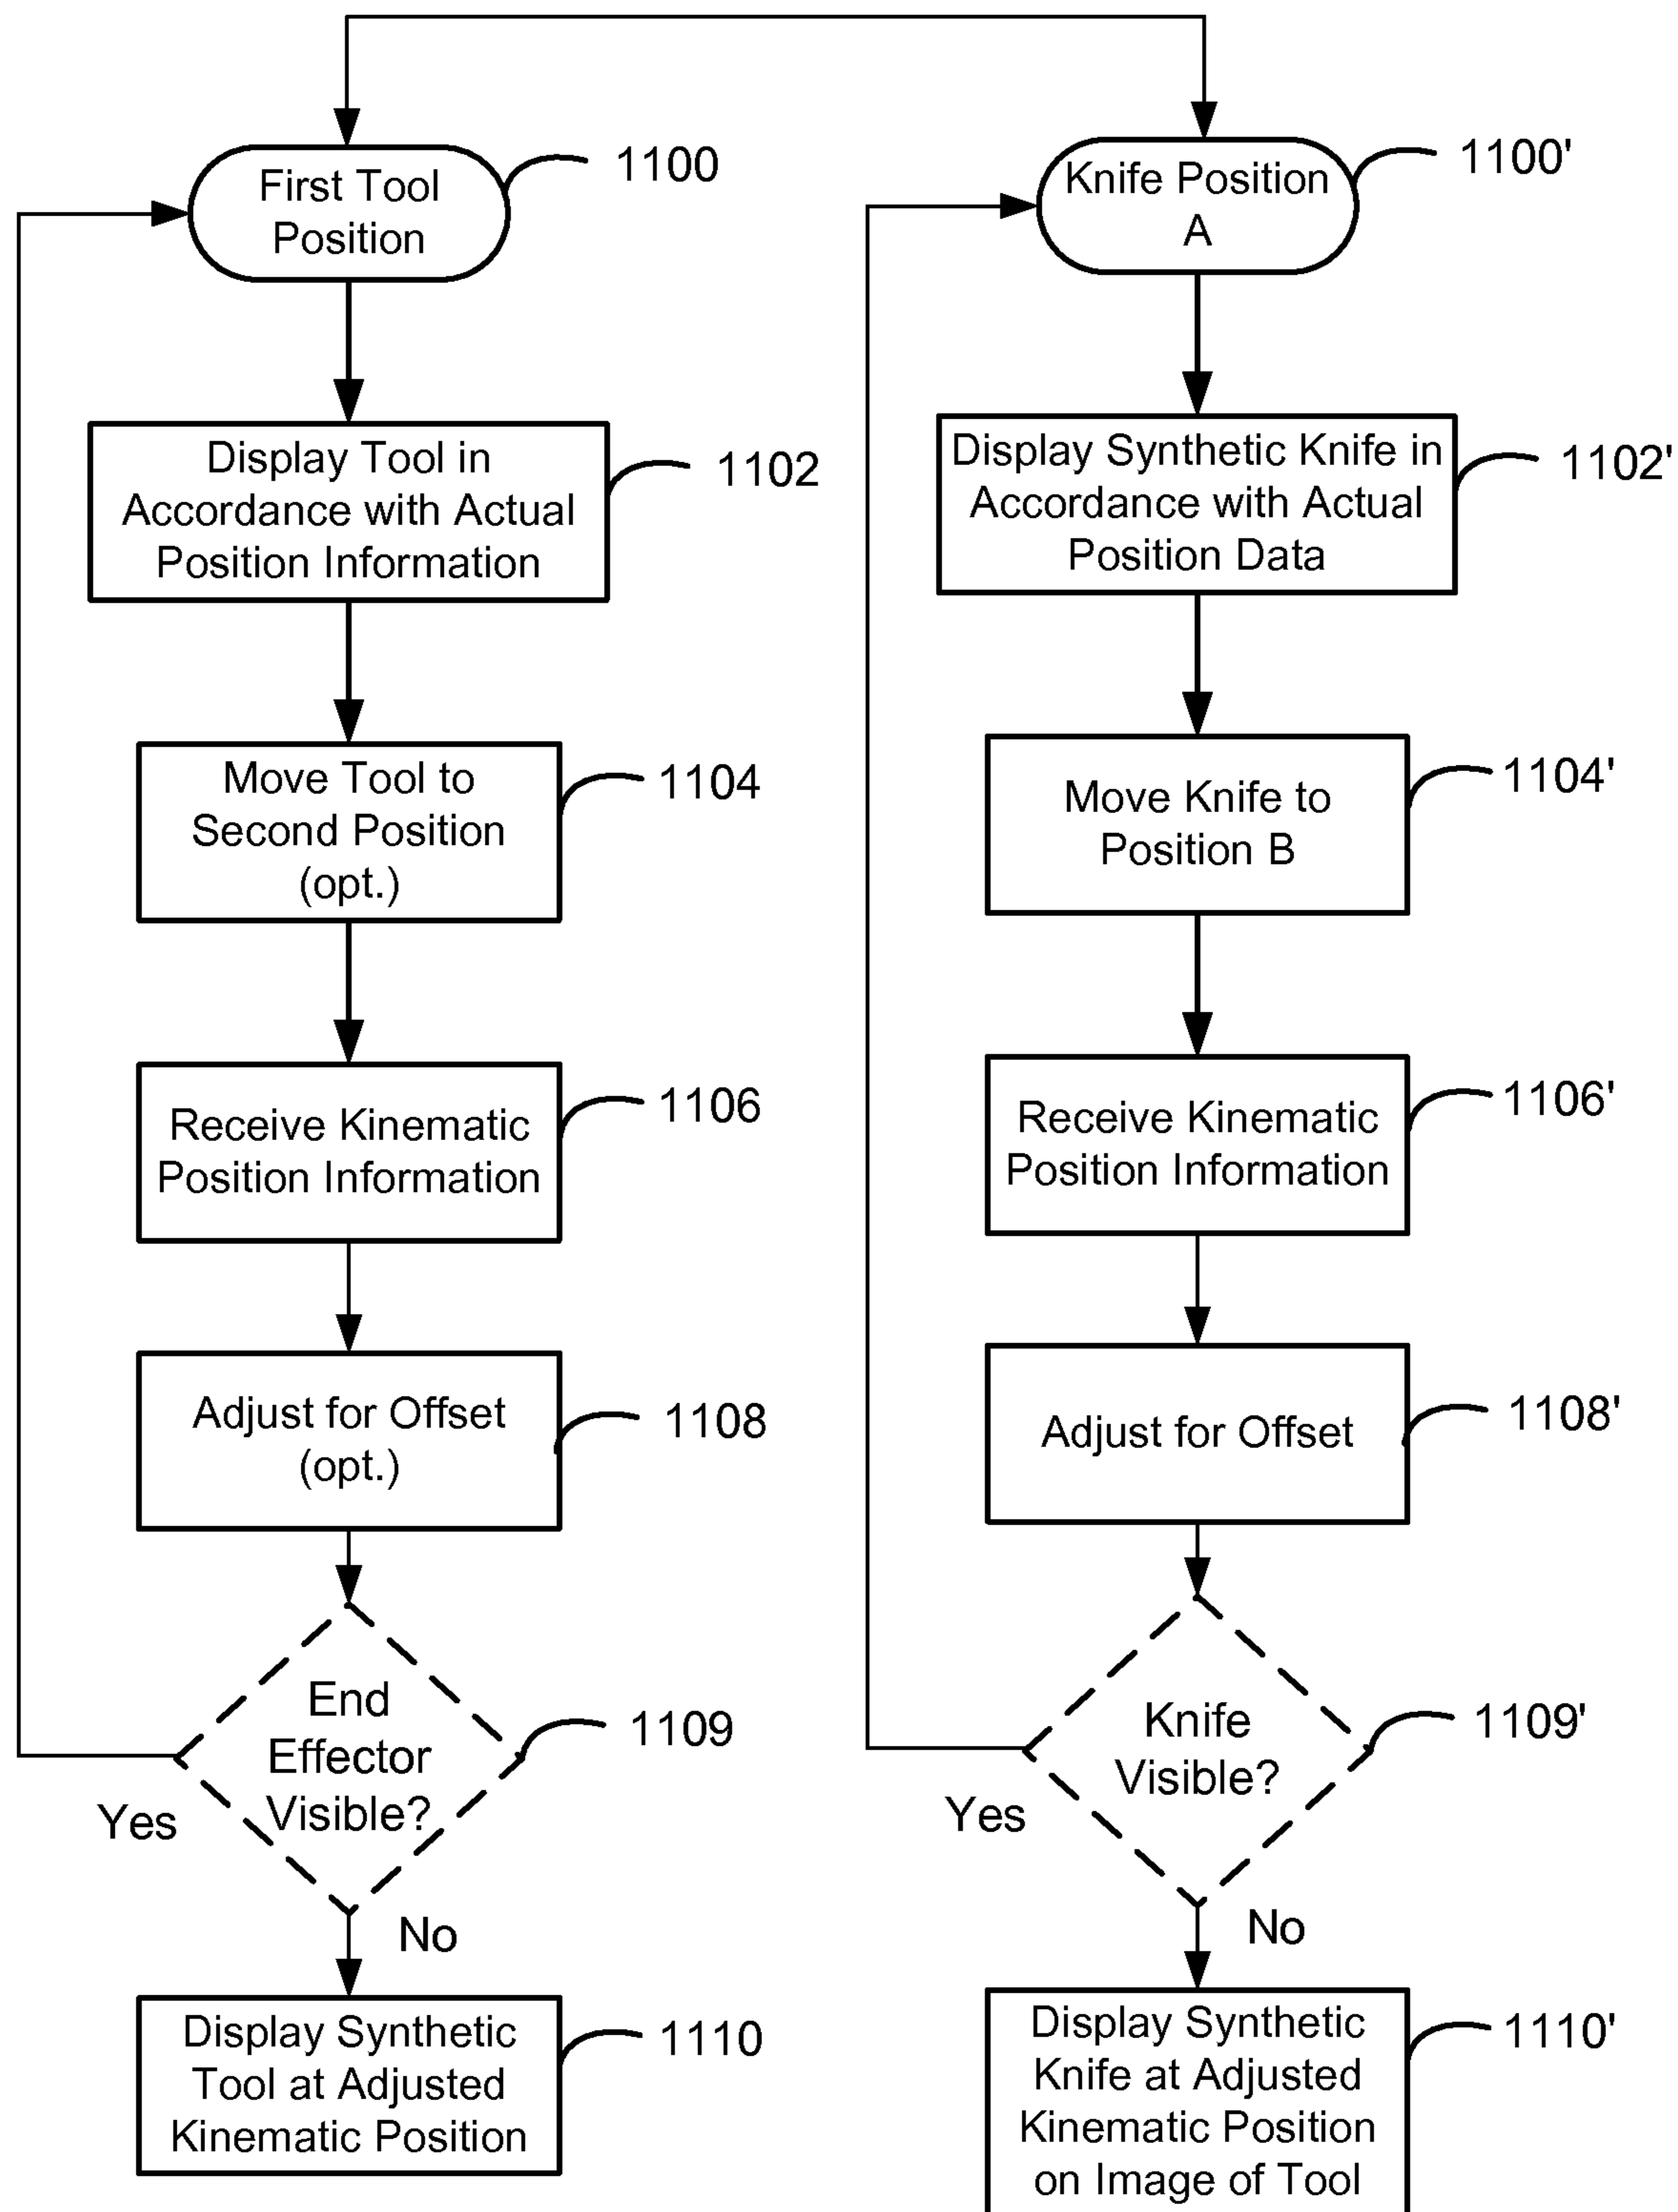 First Tool
Position
1100
Display Tool in
Accordance with Actual
Position Information
1102
Move Tool to
Second Position
(opt.)
1104
Receive Kinematic
Position Information
1106
Adjust for Offset
(opt.)
1108
End
Effector
Visible?
1109
Yes
No
Display Synthetic
Tool at Adjusted
Kinematic Position
1110
Knife Position
A
1100'
Display Synthetic Knife in
Accordance with Actual
Position Data
1102'
Move Knife to
Position B
1104'
Receive Kinematic
Position Information
1106'
Adjust for Offset
1108'
Knife
Visible?
1109'
Yes
No
Display Synthetic
Knife at Adjusted
Kinematic Position
on Image of Tool
1110'